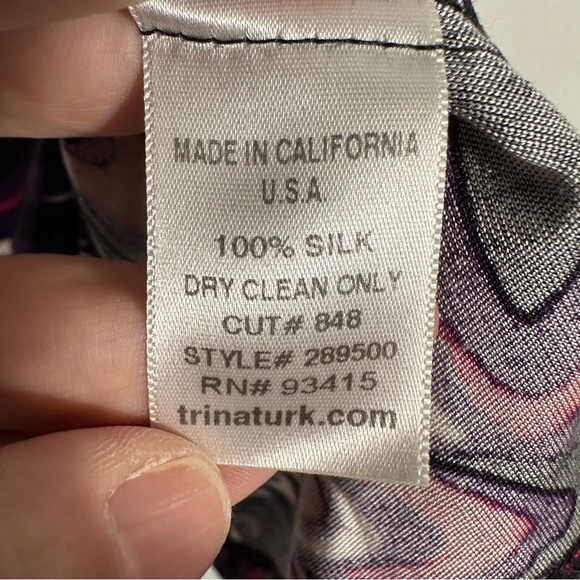 MADE IN CALIFORNIA
U.S.A.
100% SILK
DRY CLEAN ONLY
CUT# 848
STYLE# 289500
RN# 93415
trinaturk.com